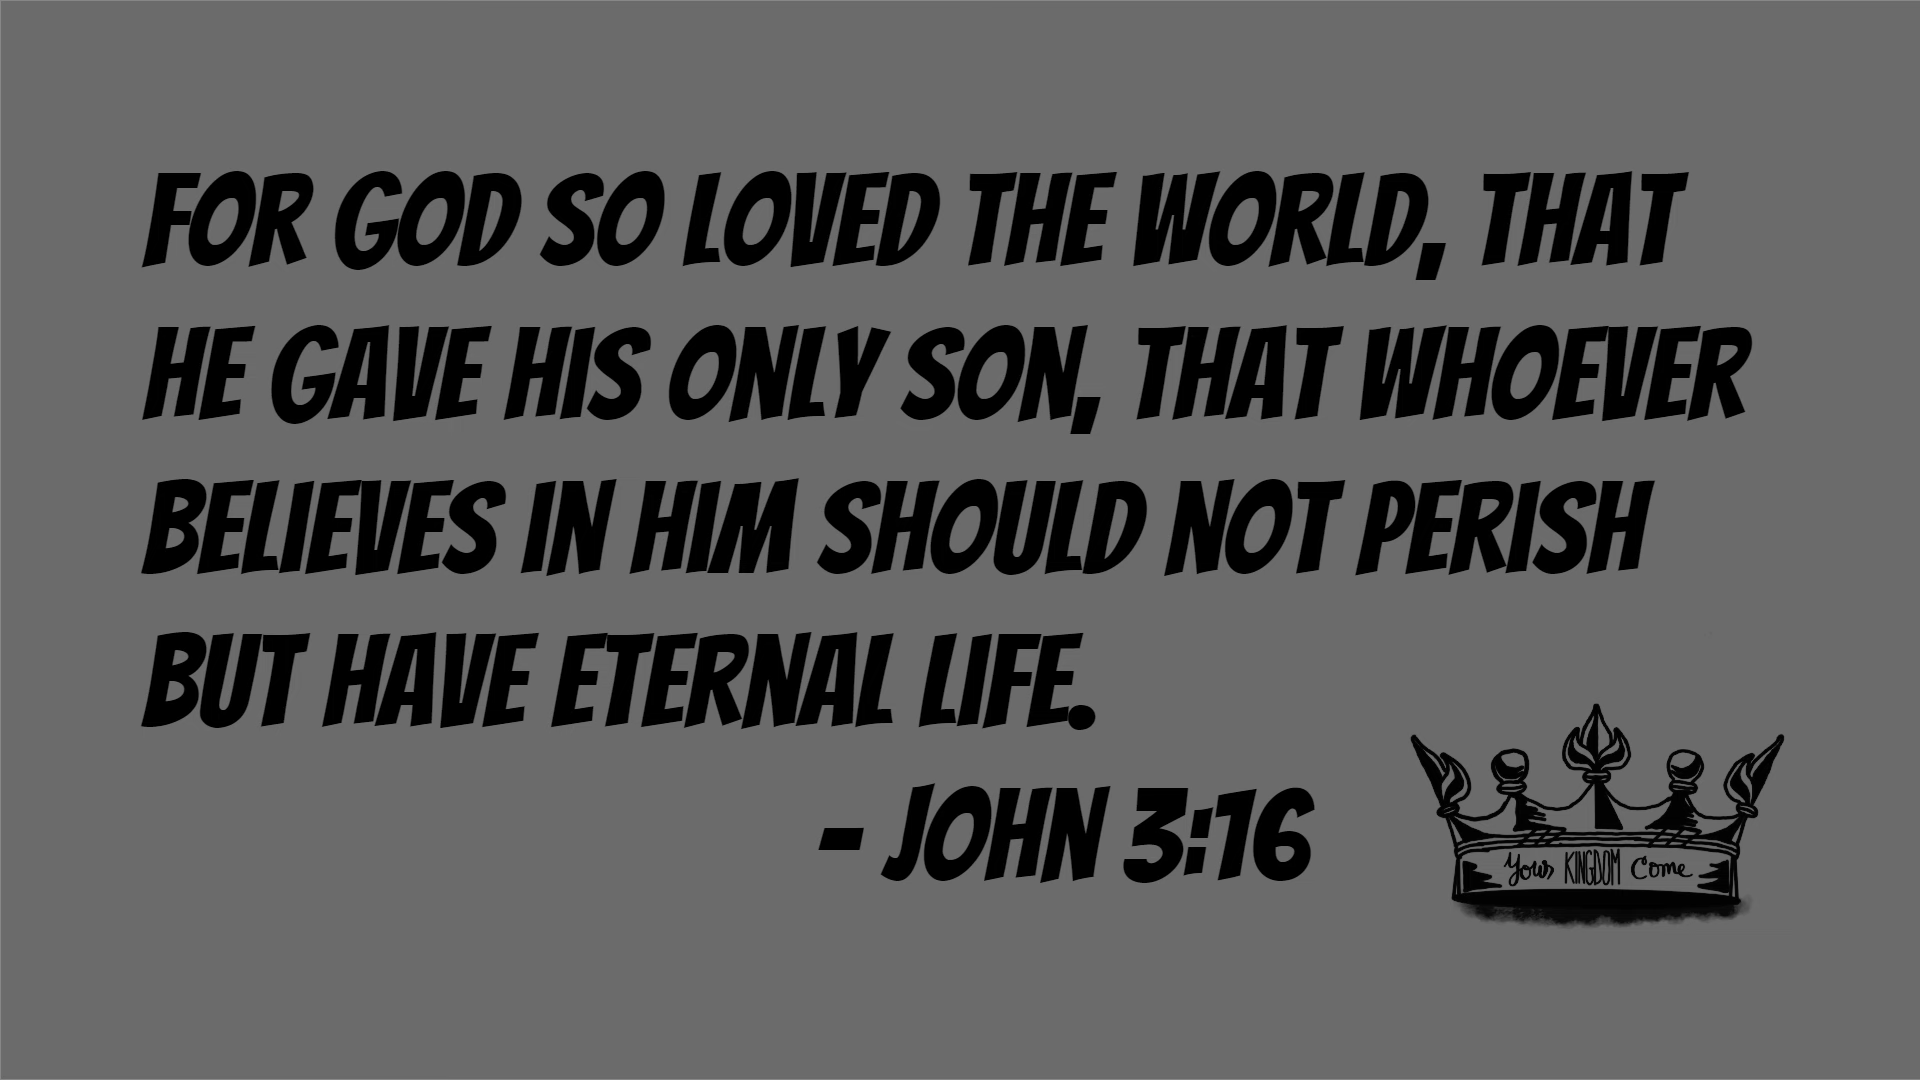 FOR GOD SO LOVED THE WORLD, THAT
HE GAVE HIS ONLY SON, THAT WHOEVER
BELIEVES IN HIM SHOULD NOT PERISH
BUT HAVE ETERNAL LIFE.
- JOHN 3:16
Your KINGDOM Come